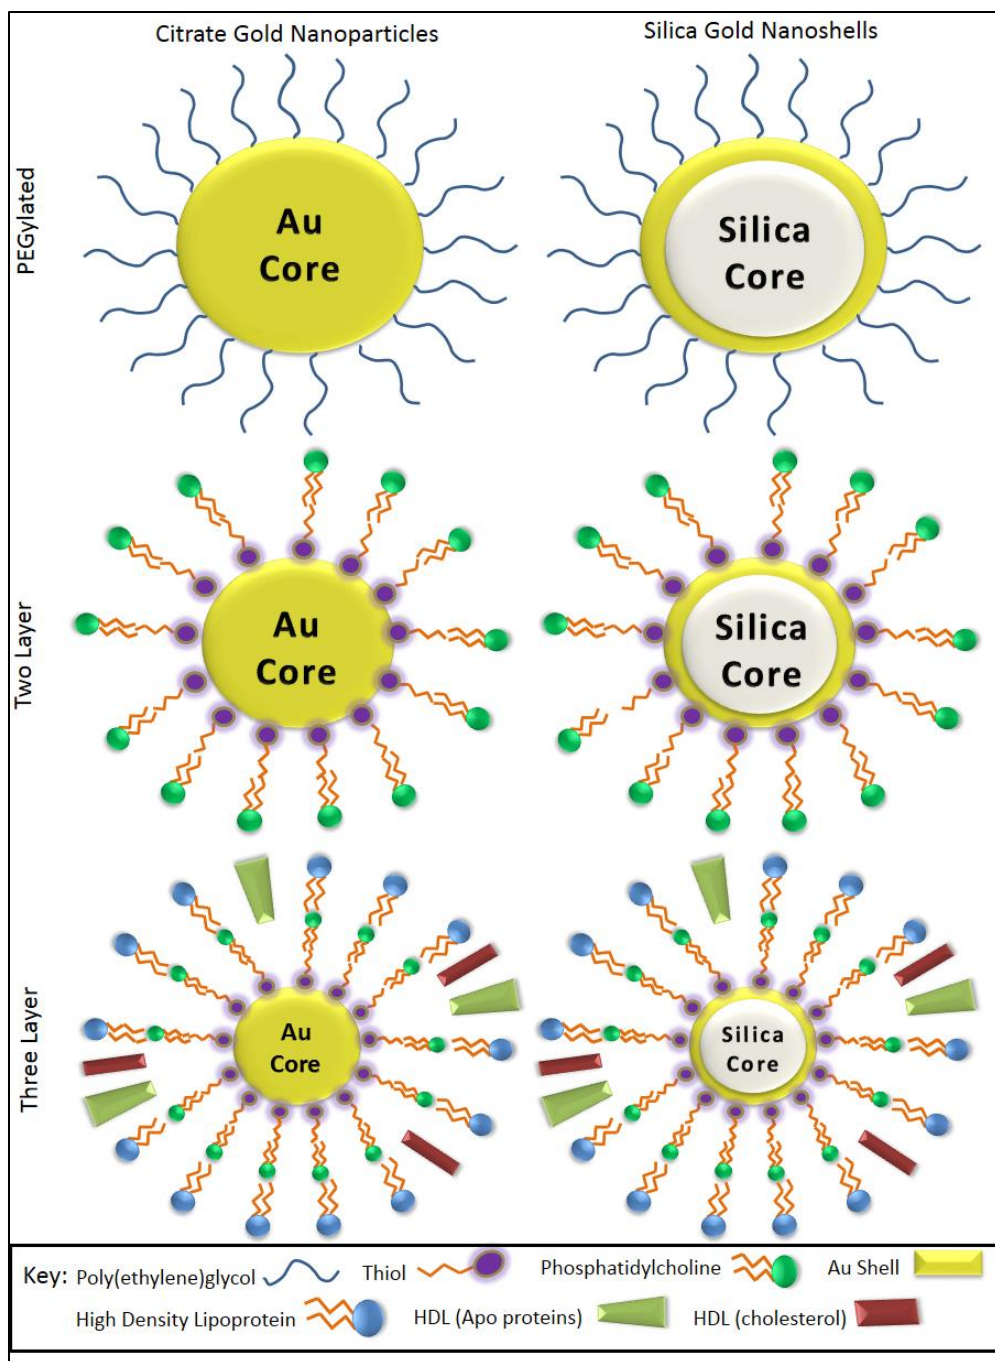 Citrate Gold Nanoparticles
Silica Gold Nanoshells
PEGylated
Au
Core
Silica
Core
Two Layer
Au
Core
Silica
Core
Three Layer
Au
Core
Silica
Core
Key: Poly(ethylene)glycol Thiol Phosphatidylcholine Au Shell
High Density Lipoprotein HDL (Apo proteins) HDL (cholesterol)